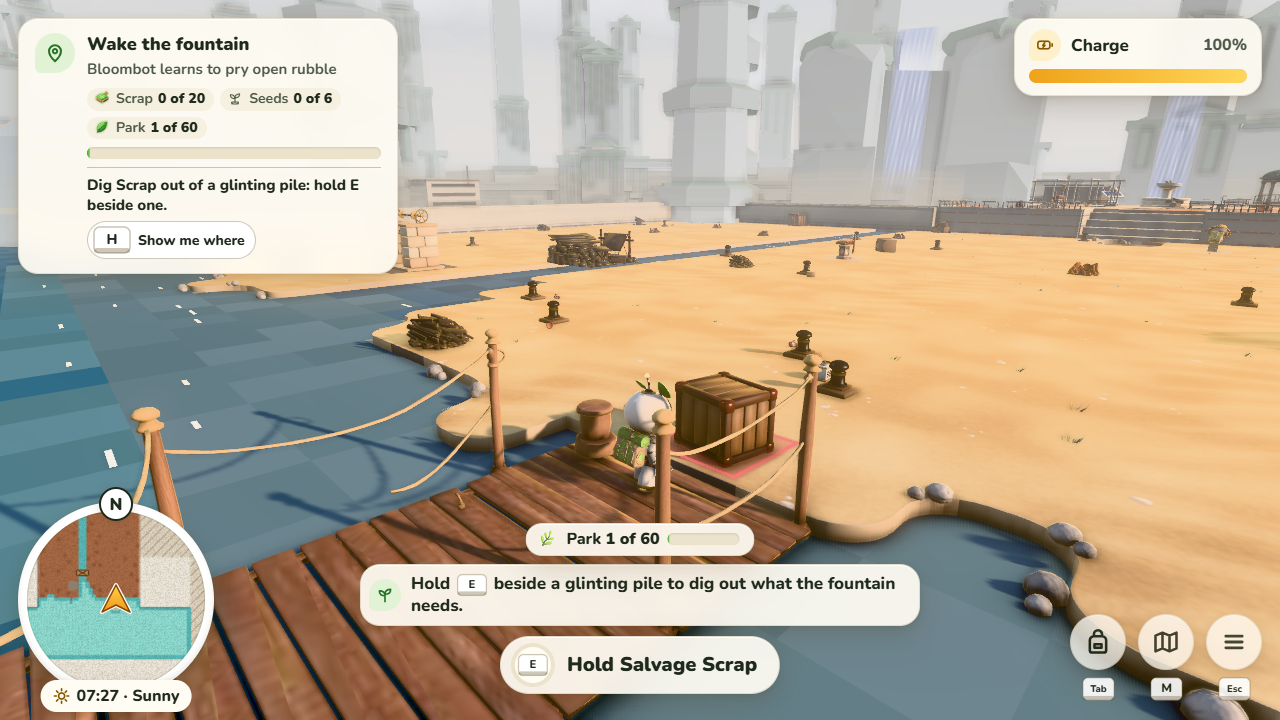 Wake the fountain
Bloombot learns to pry open rubble
Scrap 0 of 20
Seeds 0 of 6
Park 1 of 60
Dig Scrap out of a glinting pile: hold E
beside one.
H Show me where
Charge 100%
N
Park 1 of 60
Hold E beside a glinting pile to dig out what the fountain
needs.
E Hold Salvage Scrap
07:27 · Sunny
Tab
M
Esc